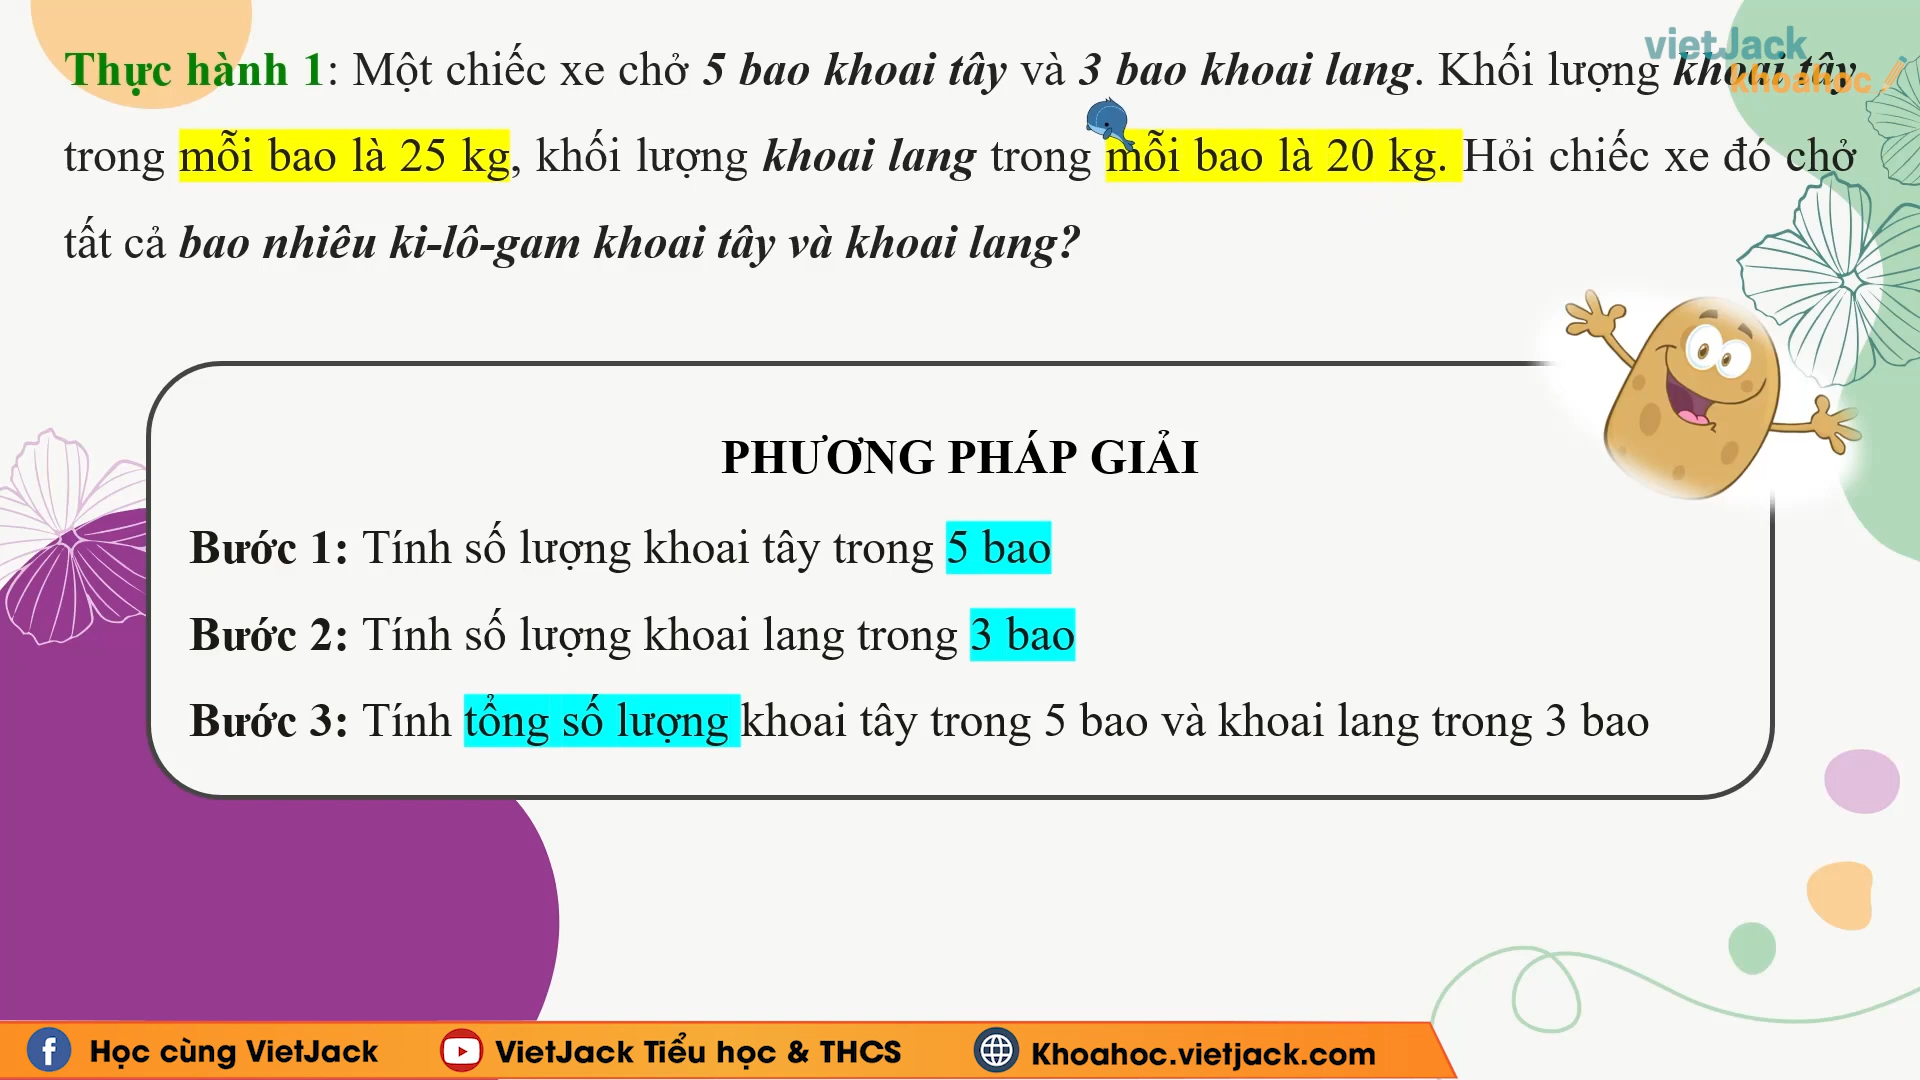 vietJack
khoahoc
Thực hành 1: Một chiếc xe chở 5 bao khoai tây và 3 bao khoai lang. Khối lượng khoai tây
trong mỗi bao là 25 kg, khối lượng khoai lang trong mỗi bao là 20 kg. Hỏi chiếc xe đó chở
tất cả bao nhiêu ki-lô-gam khoai tây và khoai lang?
PHƯƠNG PHÁP GIẢI
Bước 1: Tính số lượng khoai tây trong 5 bao
Bước 2: Tính số lượng khoai lang trong 3 bao
Bước 3: Tính tổng số lượng khoai tây trong 5 bao và khoai lang trong 3 bao
Học cùng VietJack
VietJack Tiểu học & THCS
Khoahoc.vietjack.com